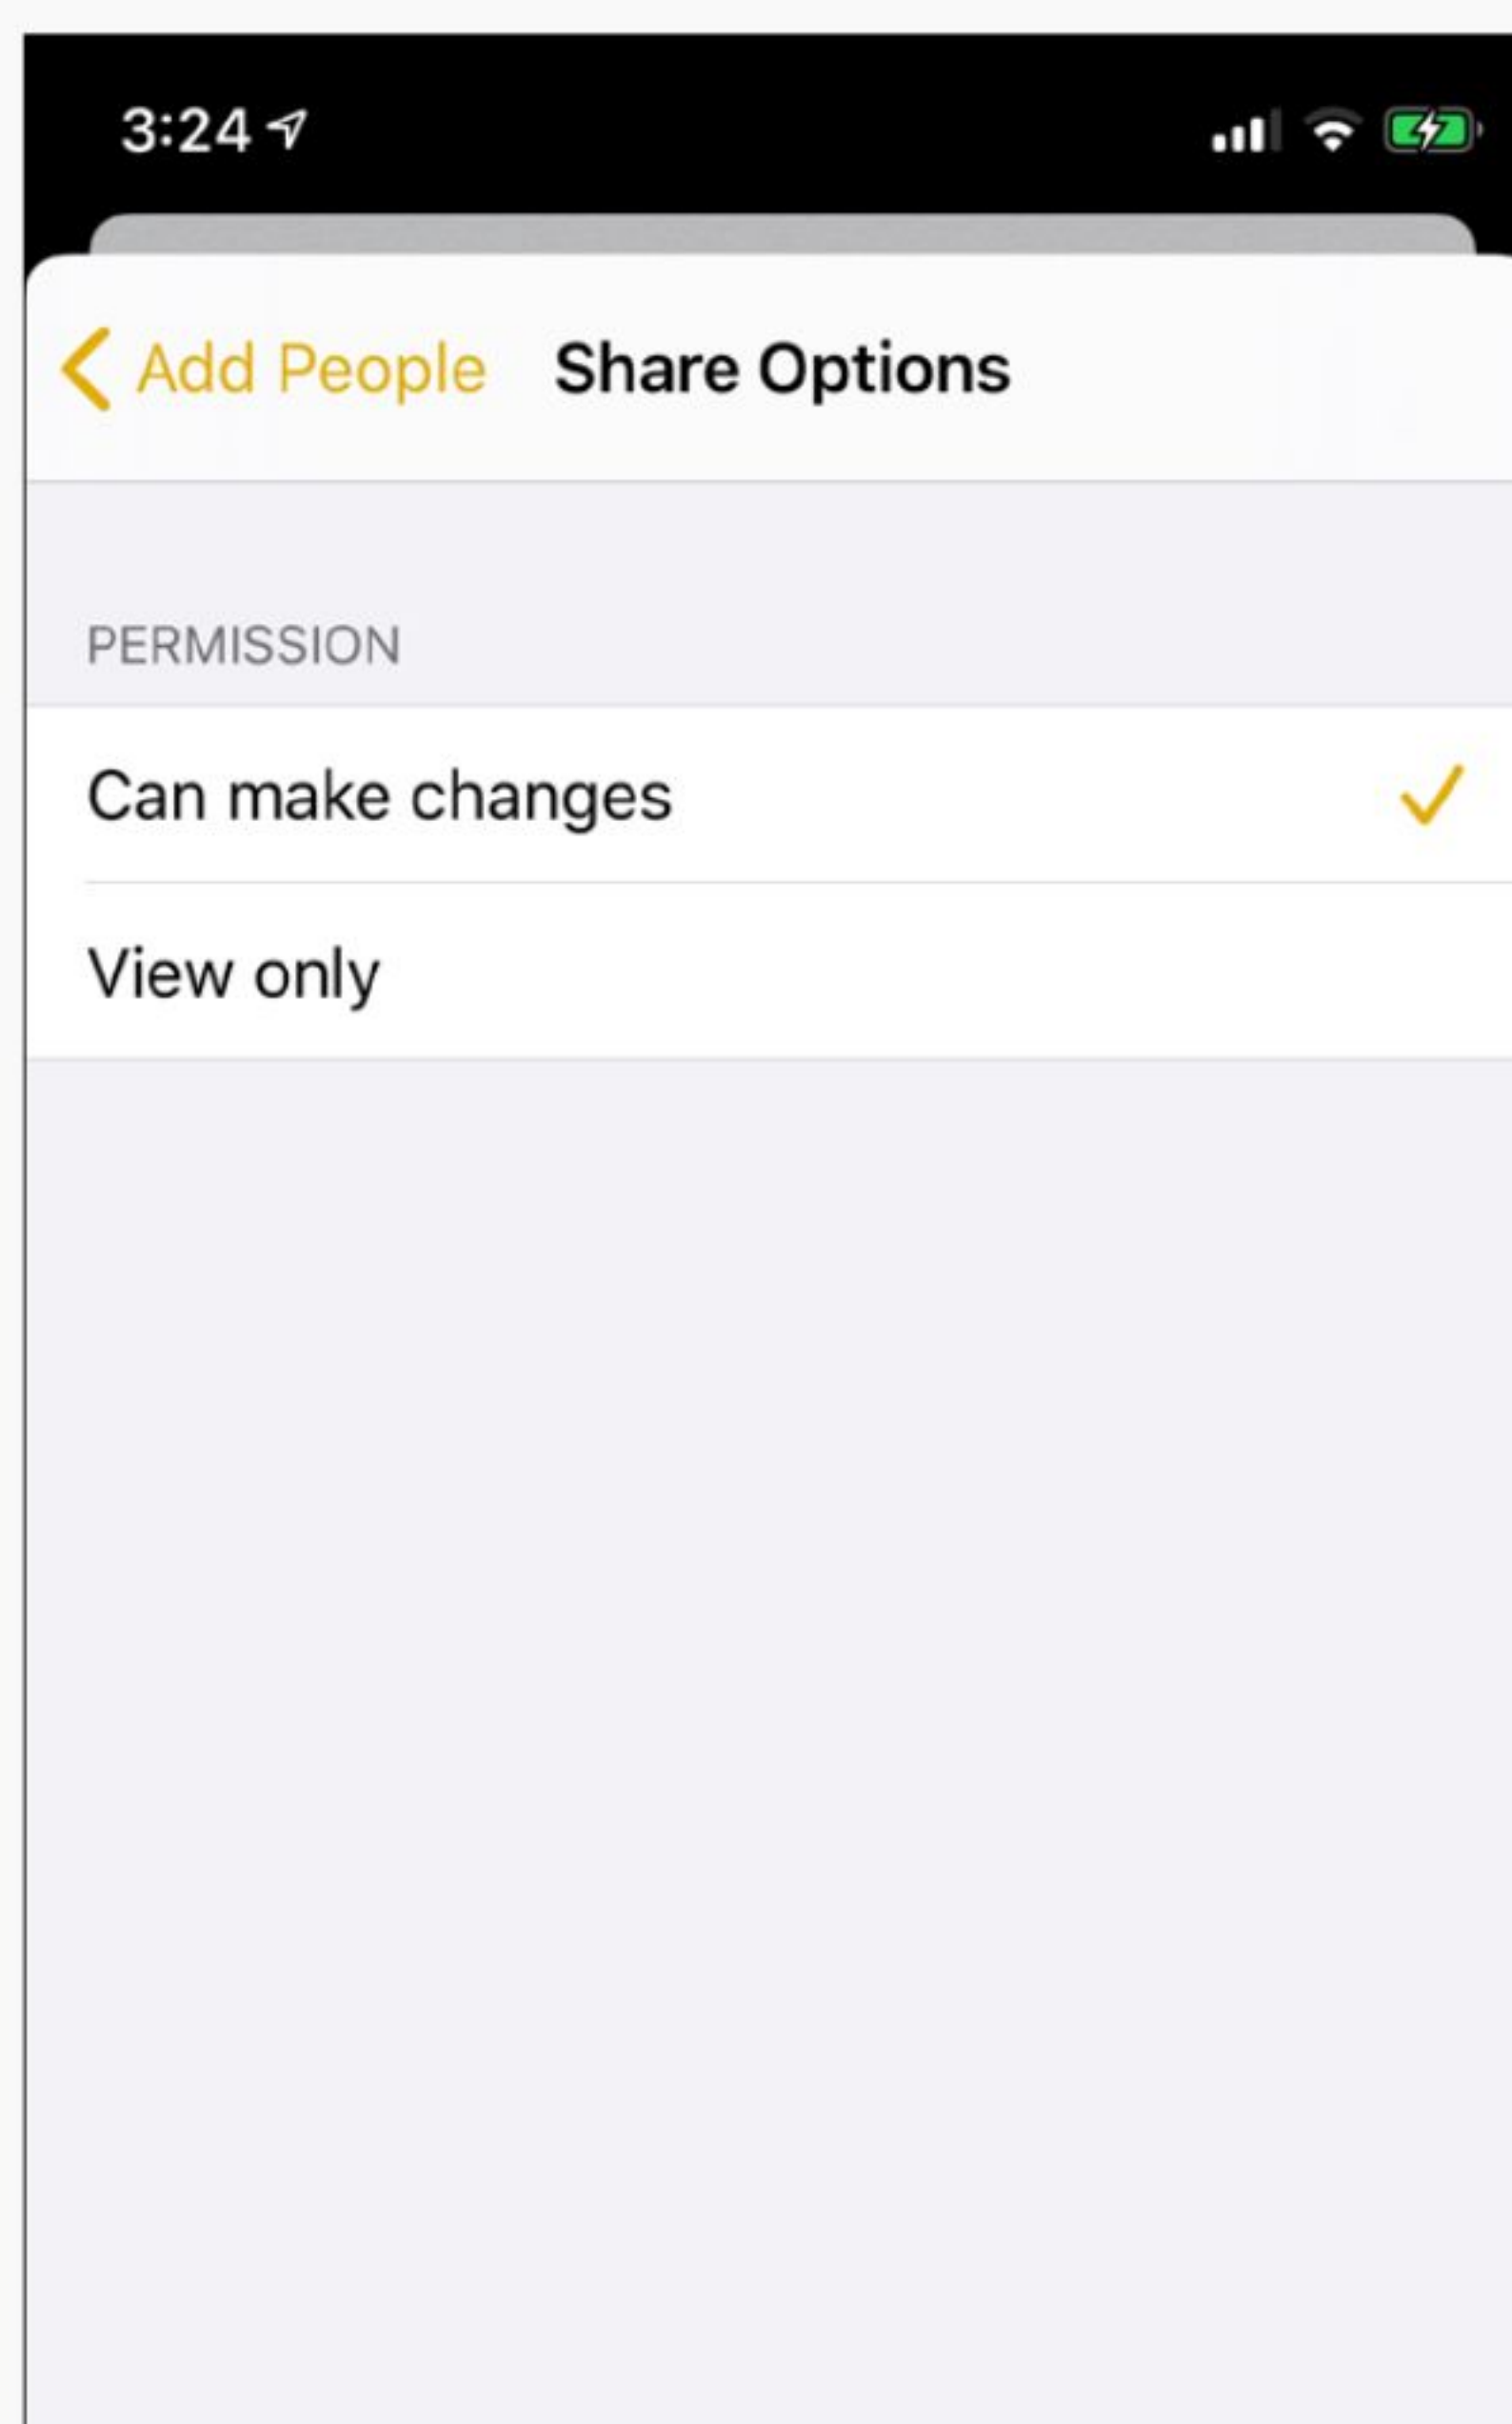 3:24
Add People Share Options
PERMISSION
Can make changes
View only